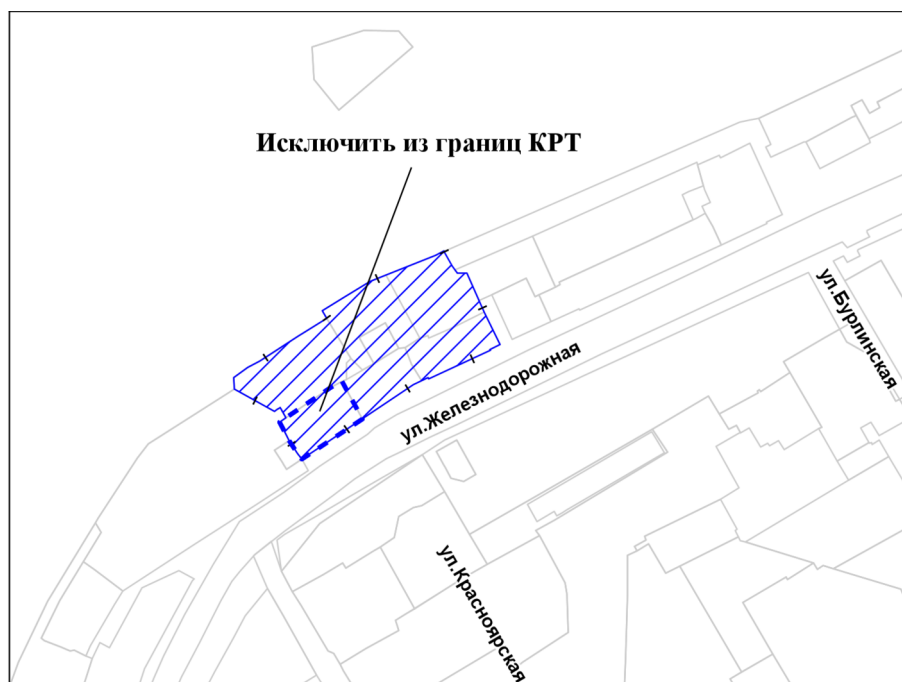 Исключить из границ КРТ
ул.Бурлинская
ул.Железнодорожная
ул.Красноярская